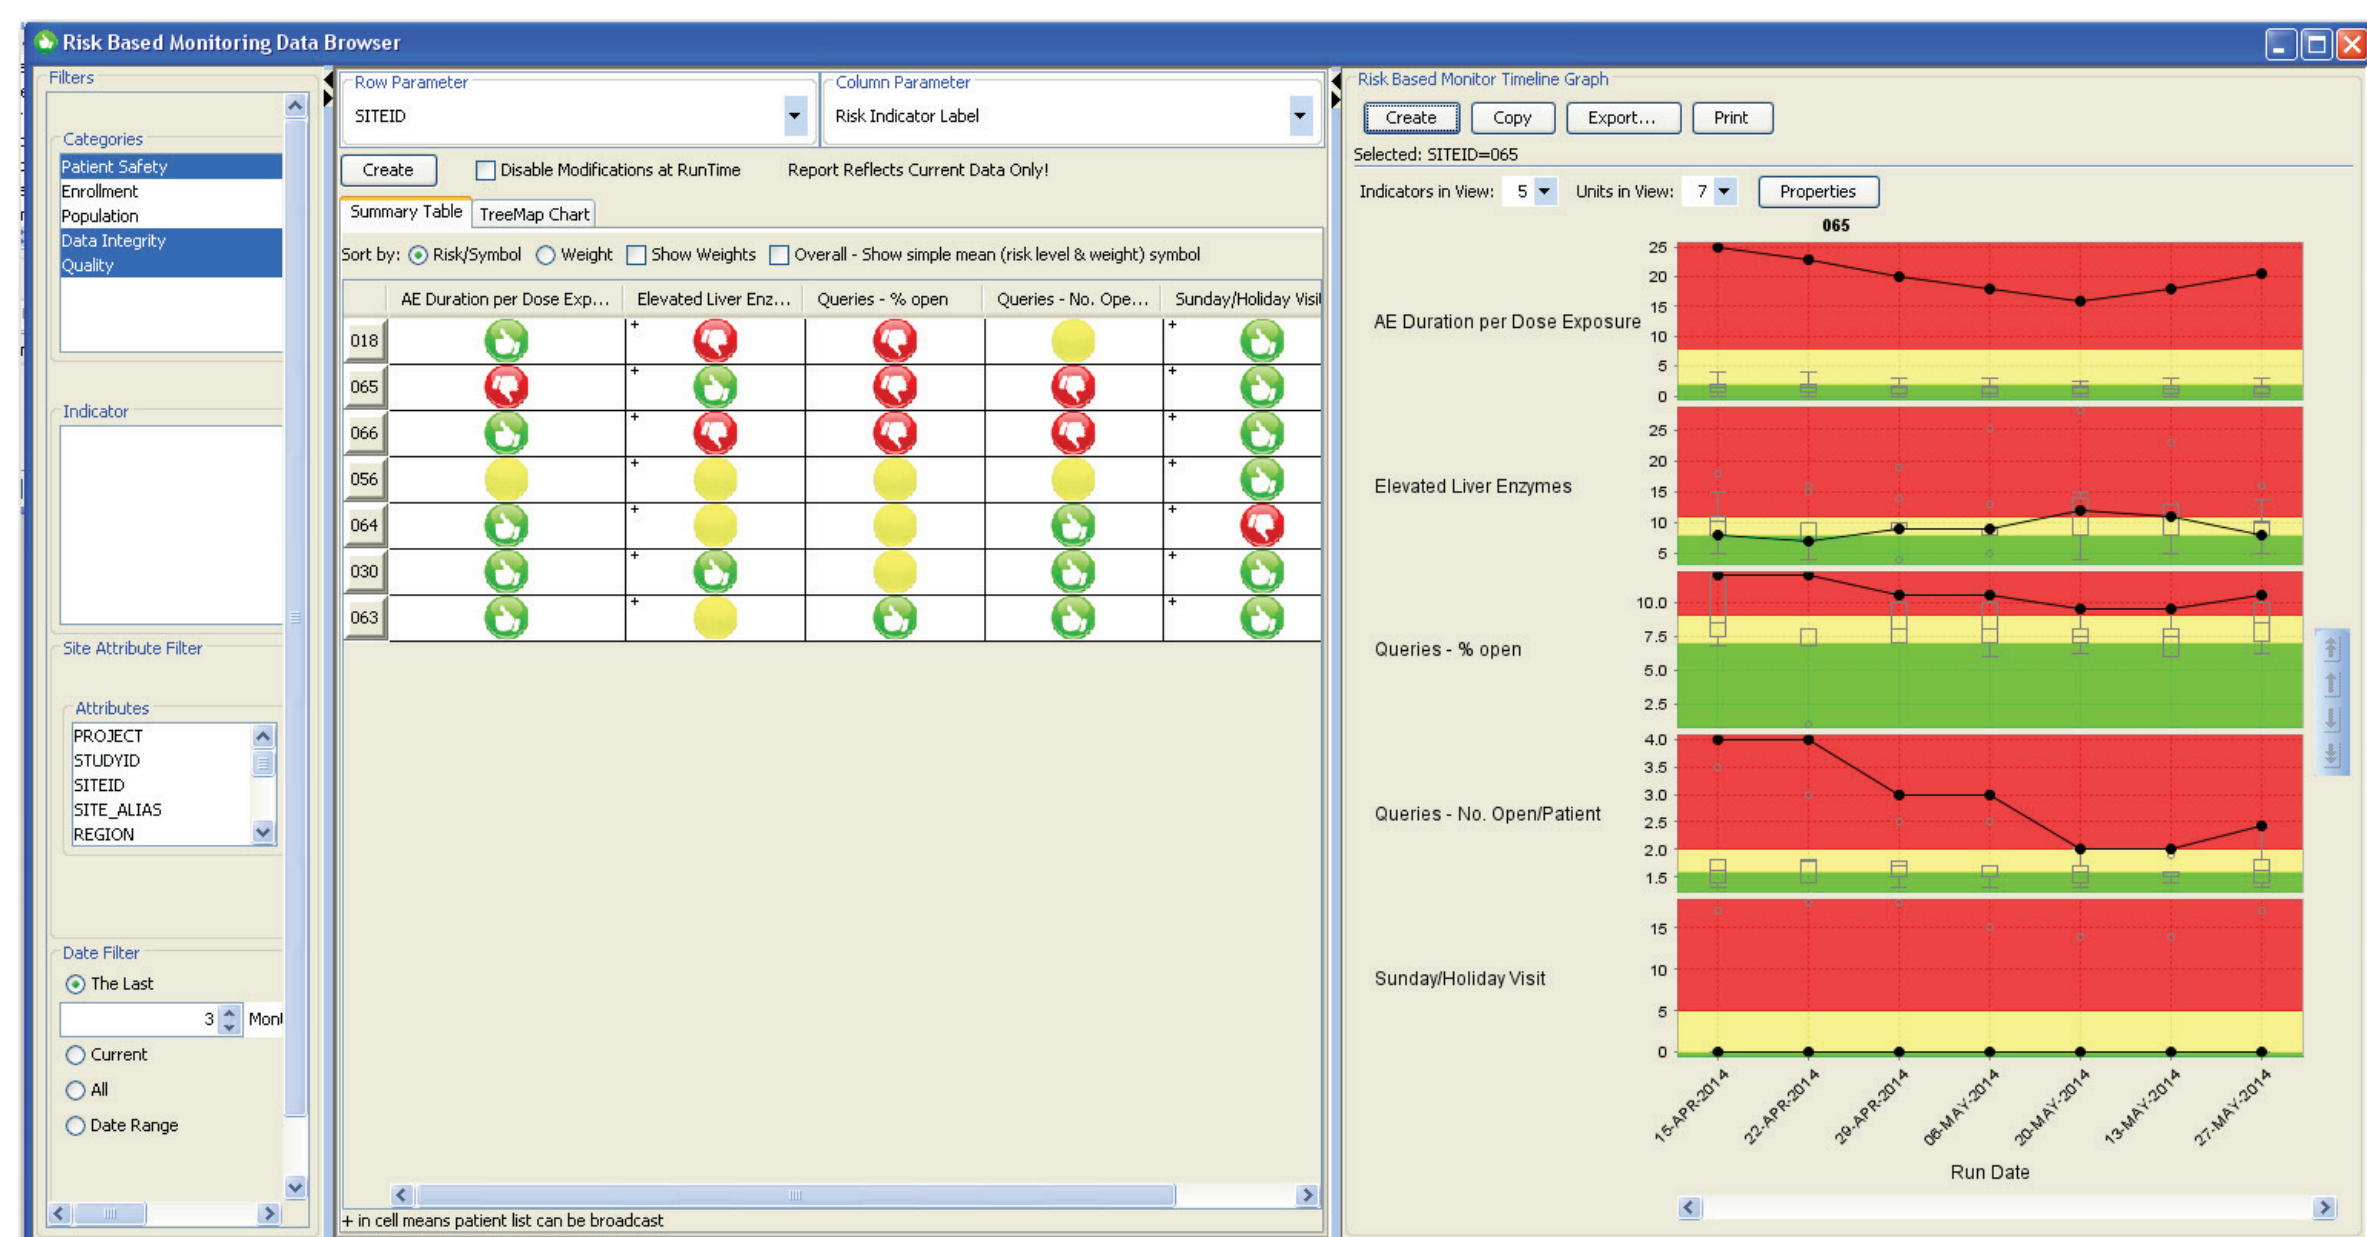 Risk Based Monitoring Data Browser
Filters
Categories
Patient Safety
Enrollment
Population
Data Integrity
Quality
Indicator
Site Attribute Filter
Attributes
PROJECT
STUDYID
SITEID
SITE_ALIAS
REGION
Date Filter
The Last
3 Mont
Current
All
Date Range
Row Parameter
SITEID
Column Parameter
Risk Indicator Label
Create Disable Modifications at RunTime Report Reflects Current Data Only!
Summary Table TreeMap Chart
Sort by: Risk/Symbol Weight Show Weights Overall - Show simple mean (risk level & weight) symbol
AE Duration per Dose Exp... Elevated Liver Enz... Queries - % open Queries - No. Ope... Sunday/Holiday Visi
018 + +
065 + +
066 + +
056 + +
064 + +
030 + +
063 + +
+ in cell means patient list can be broadcast
Risk Based Monitor Timeline Graph
Create Copy Export... Print
Selected: SITEID=065
Indicators in View: 5 Units in View: 7 Properties
065
AE Duration per Dose Exposure
25
20
15
10
5
0
Elevated Liver Enzymes
25
20
15
10
5
Queries - % open
10.0
7.5
5.0
2.5
Queries - No. Open/Patient
4.0
3.5
3.0
2.5
2.0
1.5
Sunday/Holiday Visit
15
10
5
0
15-APR-2014 22-APR-2014 29-APR-2014 06-MAY-2014 20-MAY-2014 13-MAY-2014 27-MAY-2014
Run Date